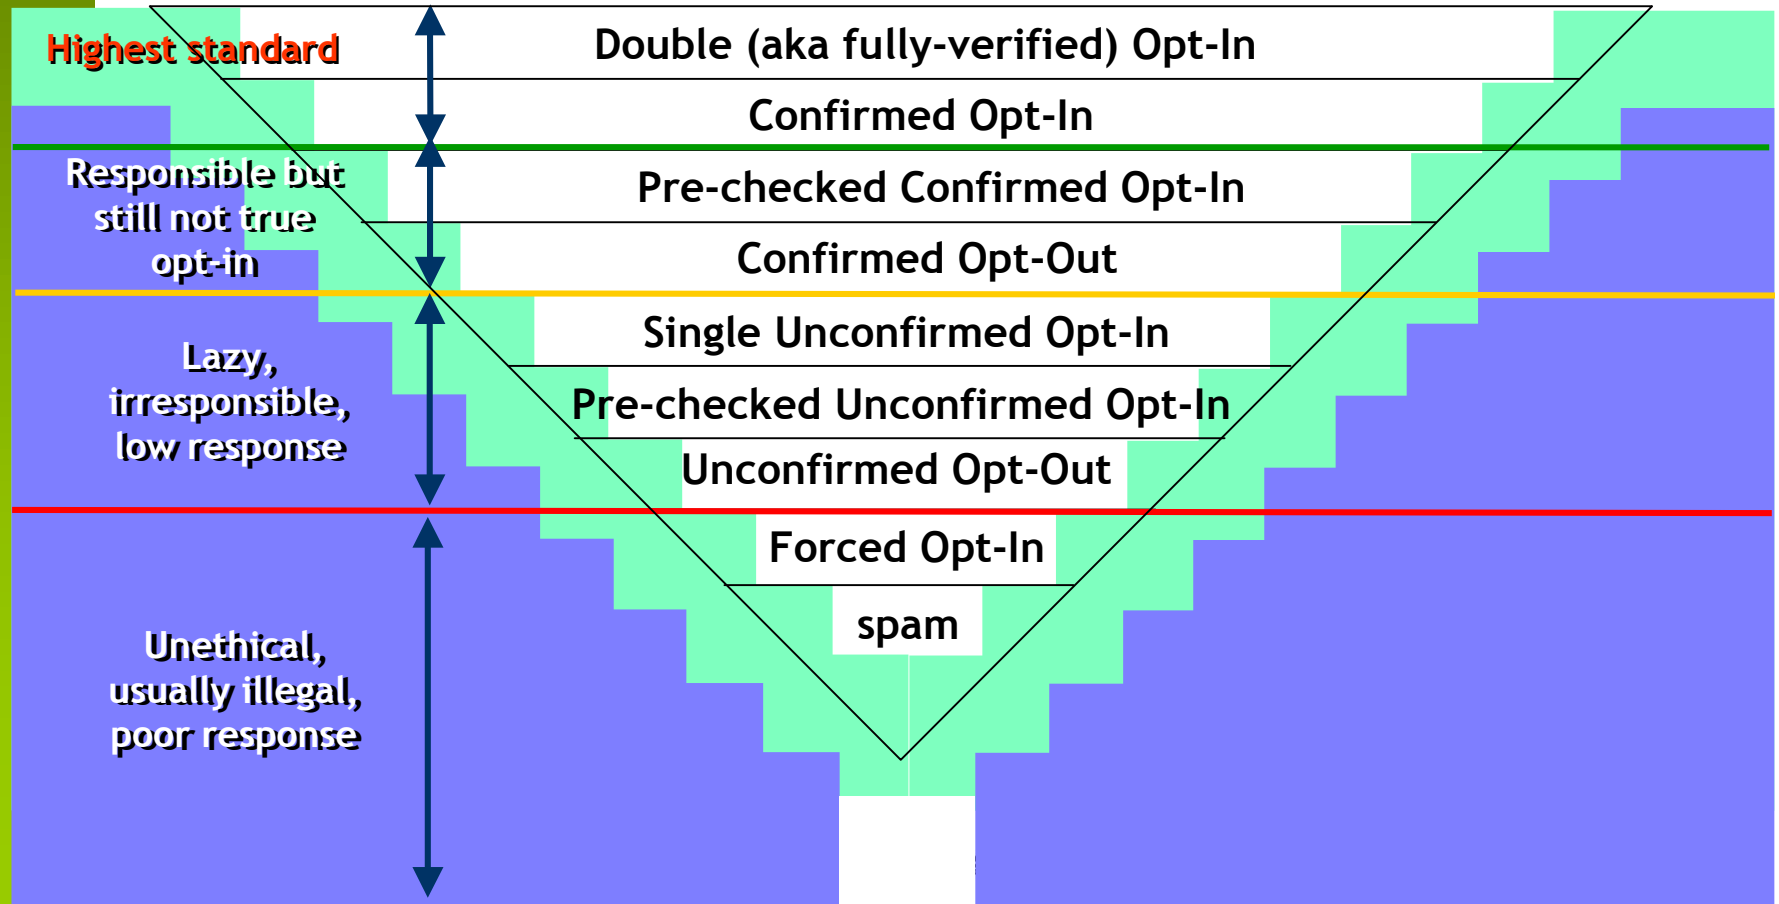 Highest standard
Double (aka fully-verified) Opt-In
Confirmed Opt-In
Responsible but
still not true
opt-in
Pre-checked Confirmed Opt-In
Confirmed Opt-Out
Lazy,
irresponsible,
low response
Single Unconfirmed Opt-In
Pre-checked Unconfirmed Opt-In
Unconfirmed Opt-Out
Unethical,
usually illegal,
poor response
Forced Opt-In
spam